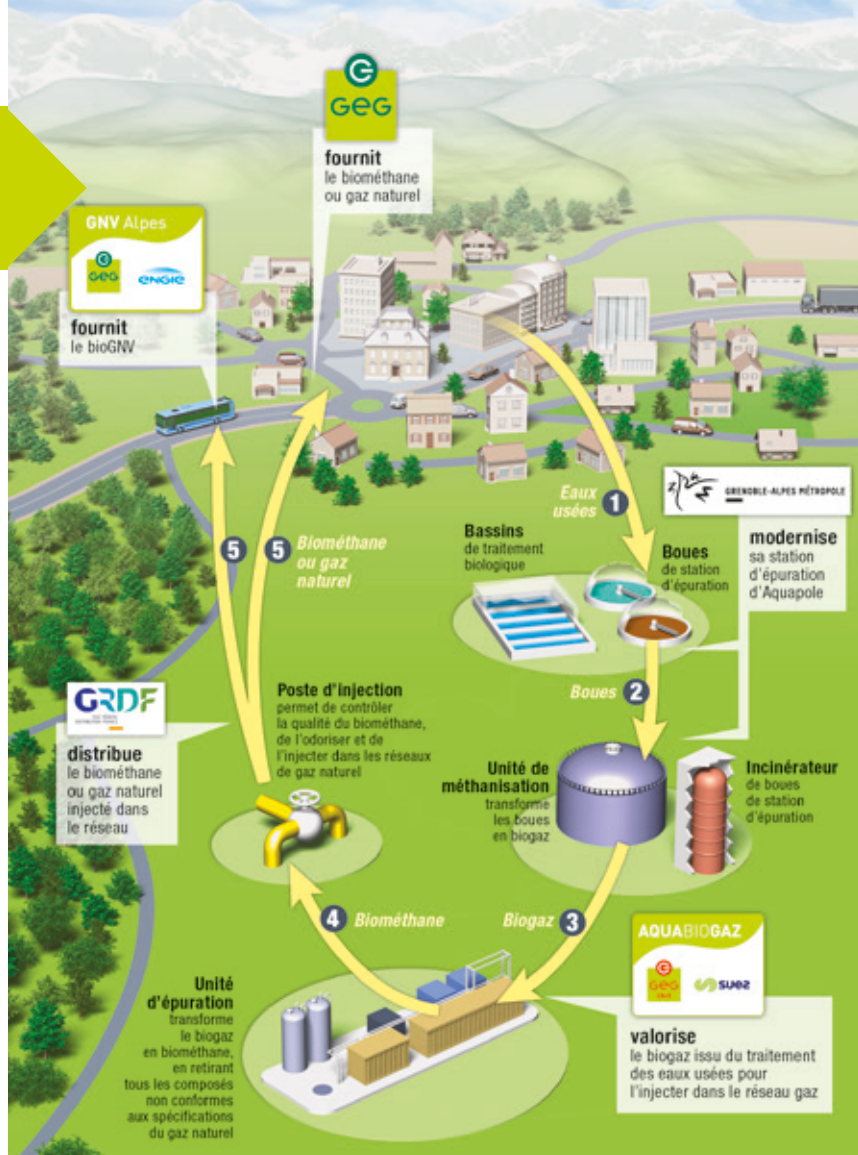 GEG
fournit
le biométhane
ou gaz naturel
GNV Alpes
GEG
ENGIE
fournit
le bioGNV
Eaux
usées
1
GRENOBLE-ALPES MÉTROPOLE
modernise
sa station
d'épuration
d'Aquapole
Bassins
de traitement
biologique
Boues
de station
d'épuration
5
5
Biométhane
ou gaz
naturel
Boues
2
GRDF
distribue
le biométhane
ou gaz naturel
injecté dans
le réseau
Poste d'injection
permet de contrôler
la qualité du biométhane,
de l'odoriser et de
l'injecter dans les réseaux
de gaz naturel
Unité de
méthanisation
transforme
les boues
en biogaz
Incinérateur
de boues
de station
d'épuration
4
Biométhane
Biogaz
3
AQUABIOGAZ
GEG
SUEZ
valorise
le biogaz issu du traitement
des eaux usées pour
l'injecter dans le réseau gaz
Unité
d'épuration
transforme
le biogaz
en biométhane,
en retirant
tous les composés
non conformes
aux spécifications
du gaz naturel